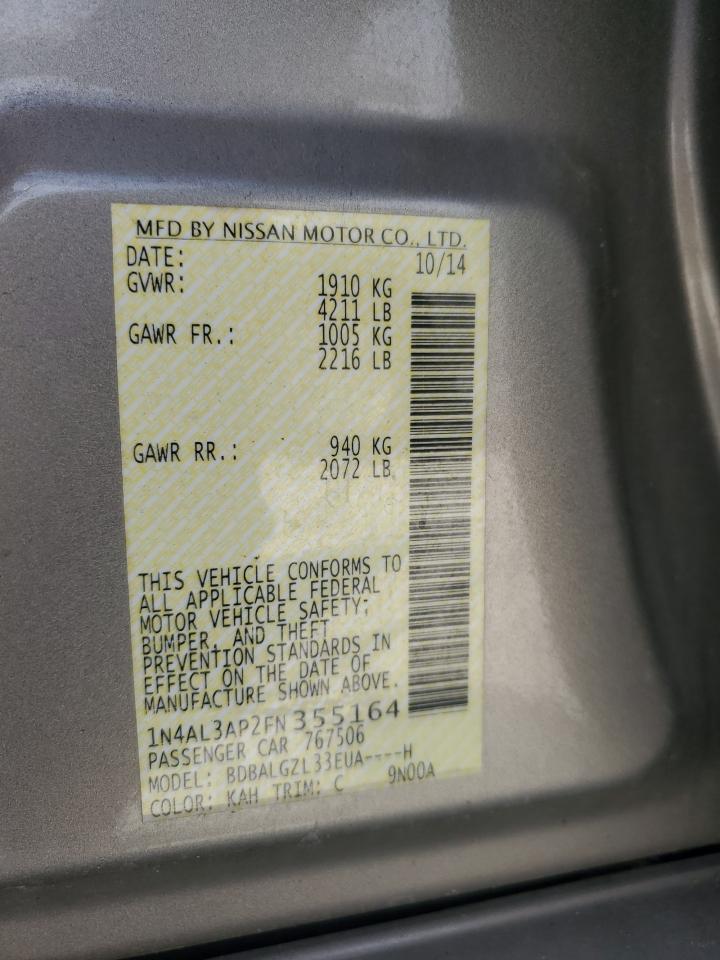 MFD BY NISSAN MOTOR CO., LTD.
DATE: 10/14
GVWR: 1910 KG
4211 LB
GAWR FR.: 1005 KG
2216 LB
GAWR RR.: 940 KG
2072 LB
THIS VEHICLE CONFORMS TO
ALL APPLICABLE FEDERAL
MOTOR VEHICLE SAFETY;
BUMPER, AND THEFT
PREVENTION STANDARDS IN
EFFECT ON THE DATE OF
MANUFACTURE SHOWN ABOVE.
1N4AL3AP2FN355164
PASSENGER CAR 767506
MODEL: BDBALGZL33EUA----H
COLOR: KAH TRIM: C 9N00A